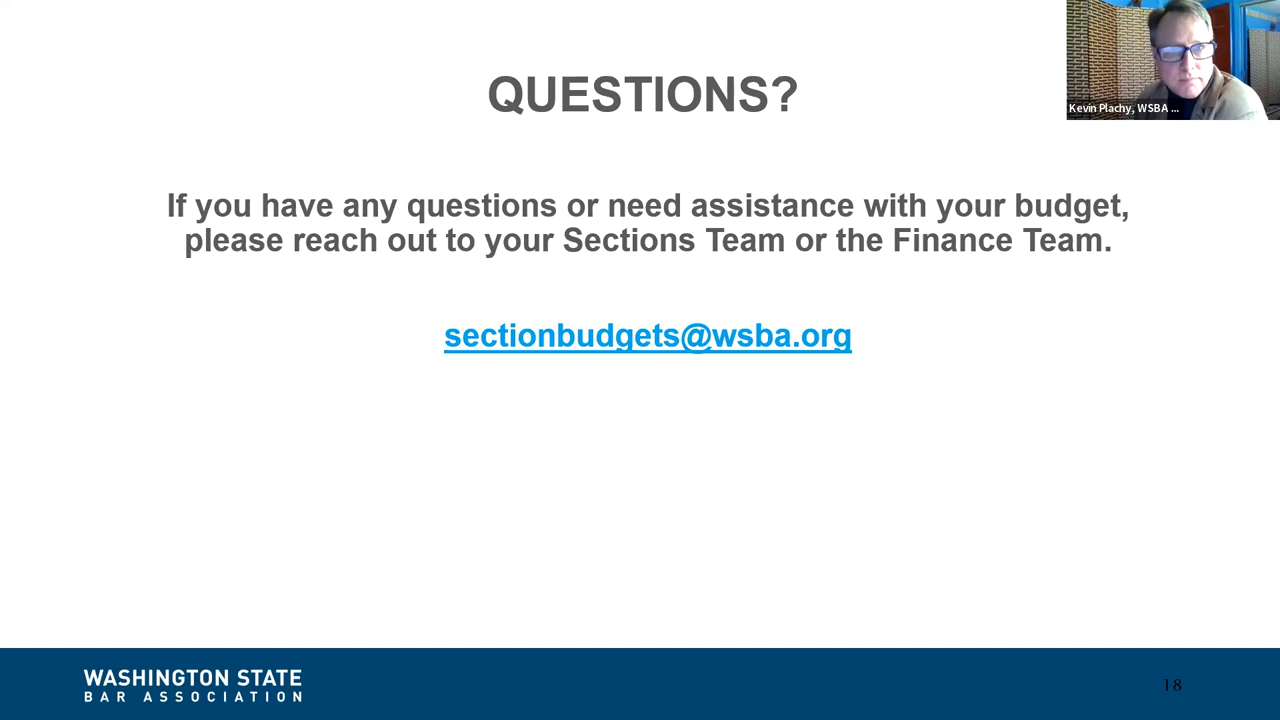 QUESTIONS?
Kevin Plachy, WSBA ...
If you have any questions or need assistance with your budget,
please reach out to your Sections Team or the Finance Team.
sectionbudgets@wsba.org
WASHINGTON STATE
BAR ASSOCIATION
18